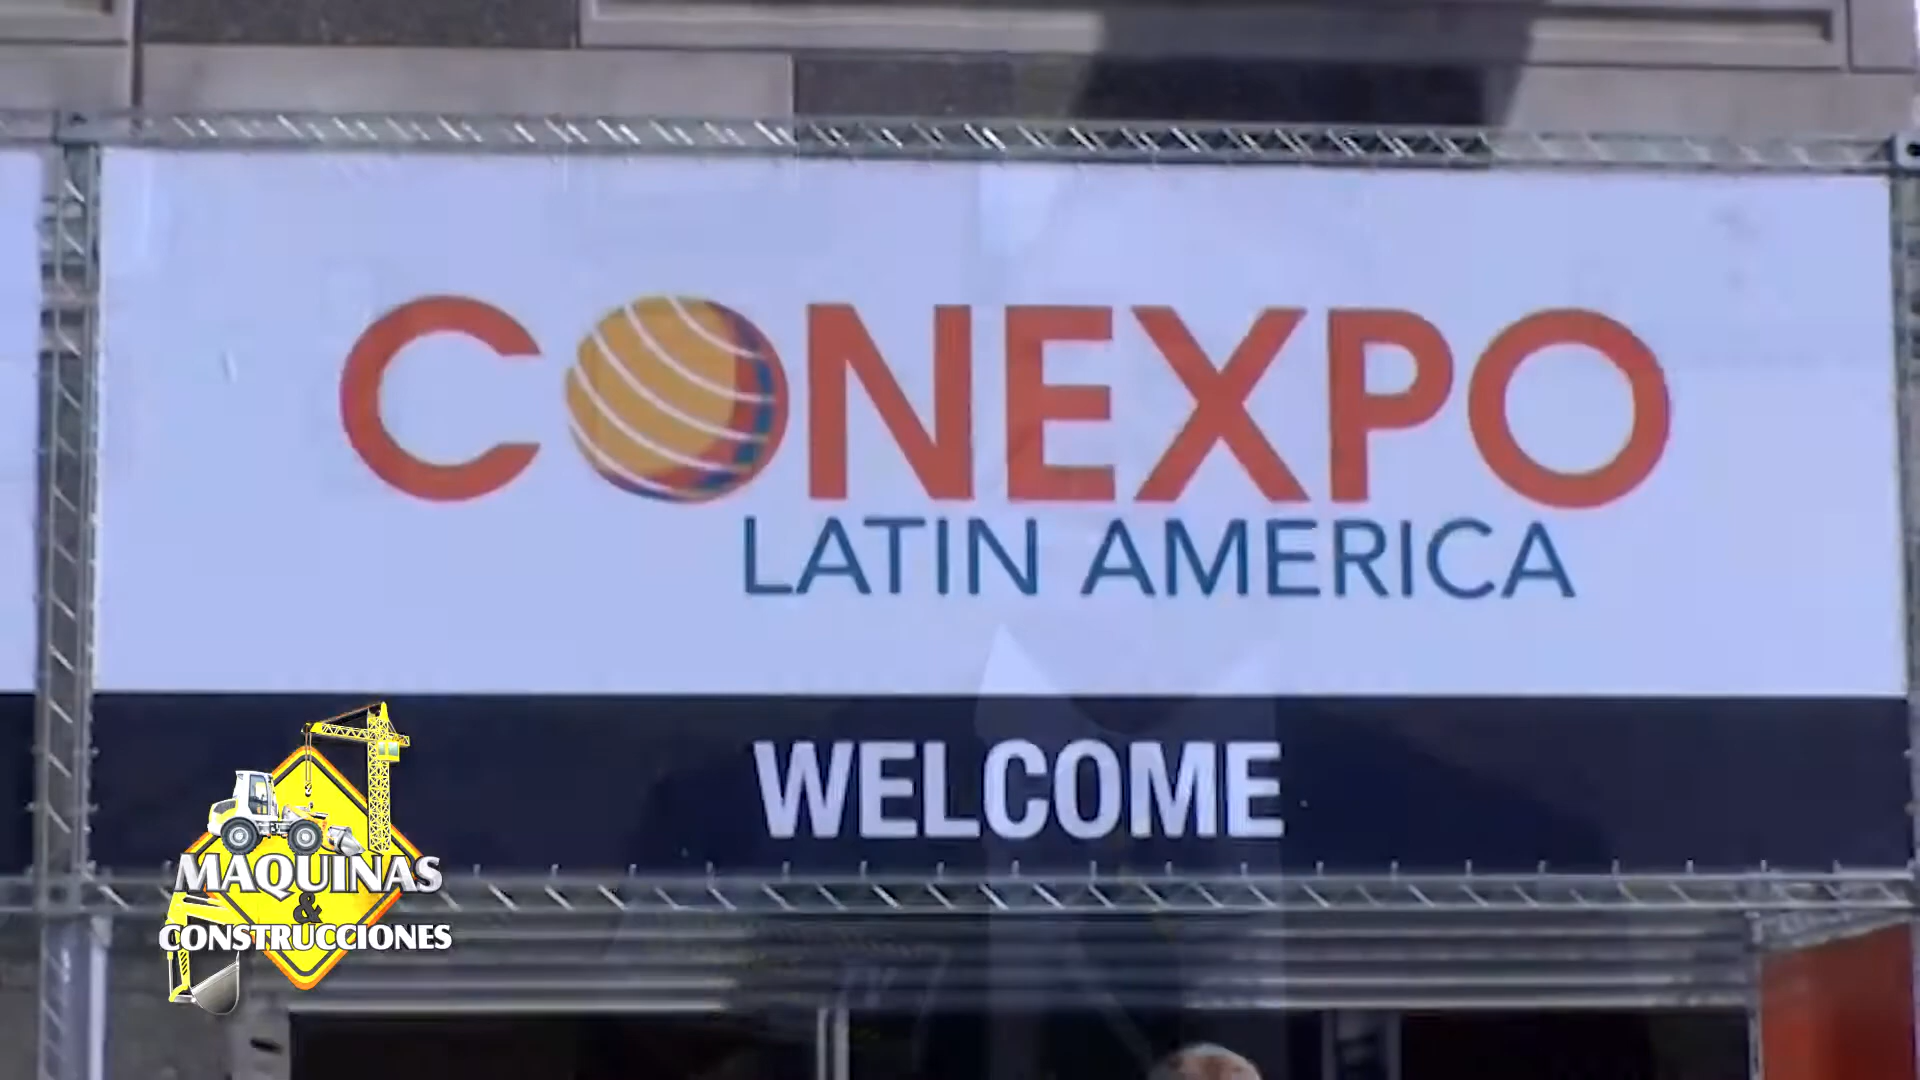 CONEXPO
LATIN AMERICA
WELCOME
MAQUINAS
&
CONSTRUCCIONES